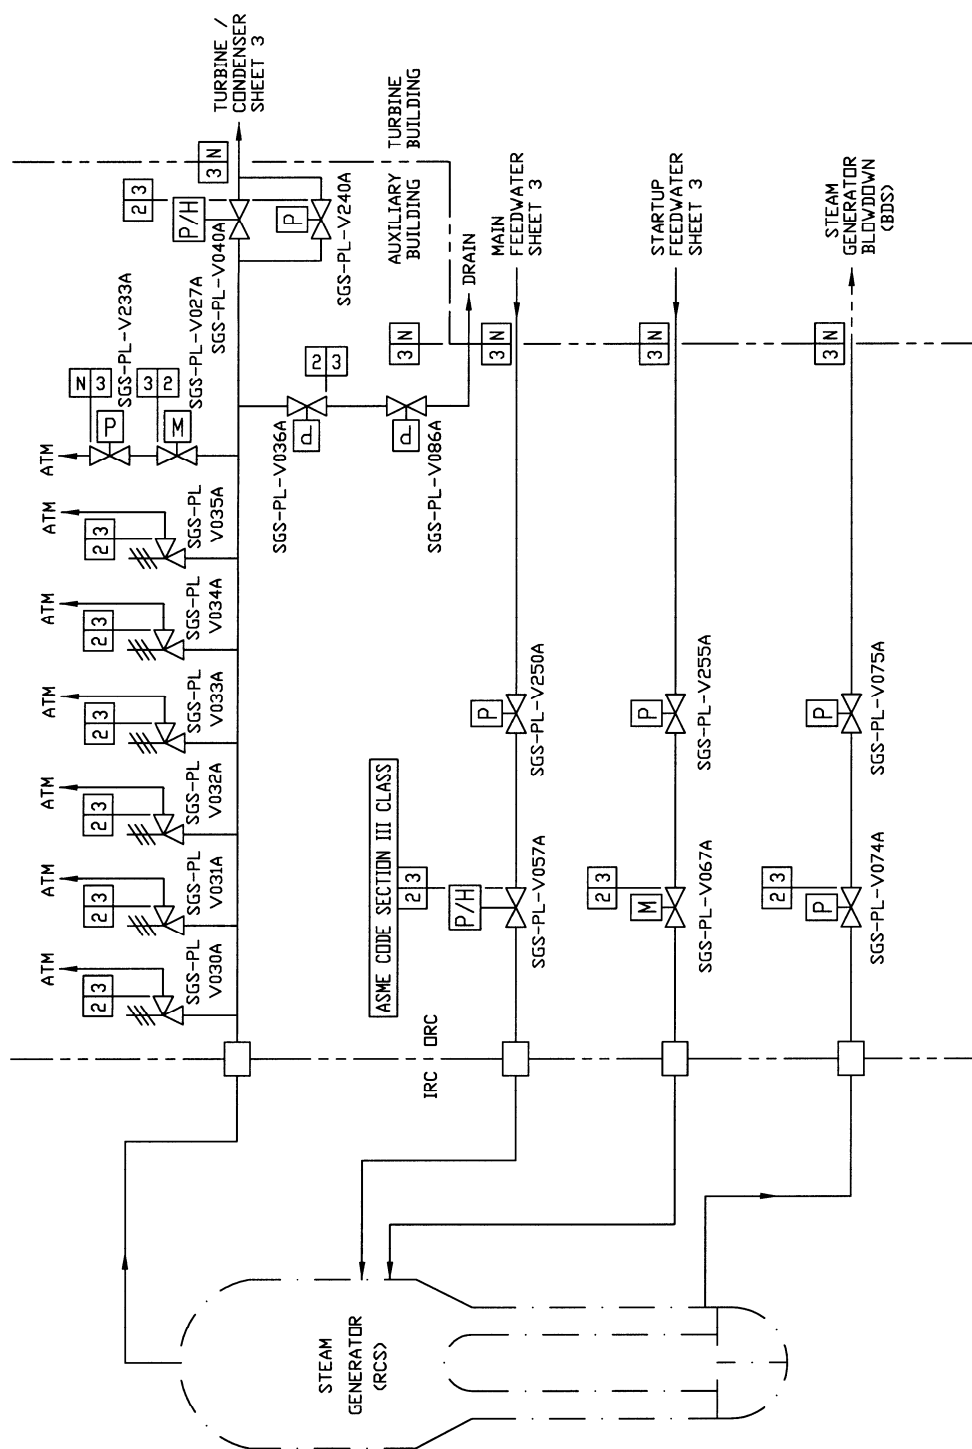 TURBINE /
CONDENSER
SHEET 3
3 N
2 3
P/H
SGS-PL-V040A
P
SGS-PL-V240A
N 3
P
SGS-PL-V233A
3 2
M
SGS-PL-V027A
ATM
ATM
2 3
SGS-PL
V035A
ATM
2 3
SGS-PL
V034A
ATM
2 3
SGS-PL
V033A
ATM
2 3
SGS-PL
V032A
ATM
2 3
SGS-PL
V031A
ATM
2 3
SGS-PL
V030A
AUXILIARY
BUILDING
TURBINE
BUILDING
2 3
P
SGS-PL-V036A
P
SGS-PL-V086A
DRAIN
3 N
3 N
MAIN
FEEDWATER
SHEET 3
P
SGS-PL-V250A
ASME CODE SECTION III CLASS
2 3
P/H
SGS-PL-V057A
3 N
STARTUP
FEEDWATER
SHEET 3
P
SGS-PL-V255A
2 3
M
SGS-PL-V067A
3 N
STEAM
GENERATOR
BLOWDOWN
(BDS)
P
SGS-PL-V075A
2 3
P
SGS-PL-V074A
IRC ORC
STEAM
GENERATOR
(RCS)